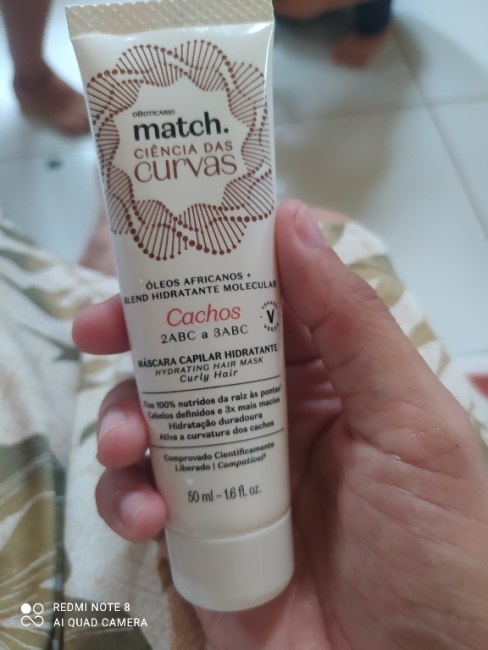 oBoticário
match.
CIÊNCIA DAS
curvas
ÓLEOS AFRICANOS +
BLEND HIDRATANTE MOLECULAR
Cachos
2ABC a 3ABC
V
MÁSCARA CAPILAR HIDRATANTE
HYDRATING HAIR MASK
Curly Hair
Fios 100% nutridos da raiz às pontas
Cabelos definidos e 3x mais macios
Hidratação duradoura
Ativa a curvatura dos cachos
Comprovado Cientificamente
Liberado | Compatível
50 ml - 1.6 fl. oz.
REDMI NOTE 8
AI QUAD CAMERA